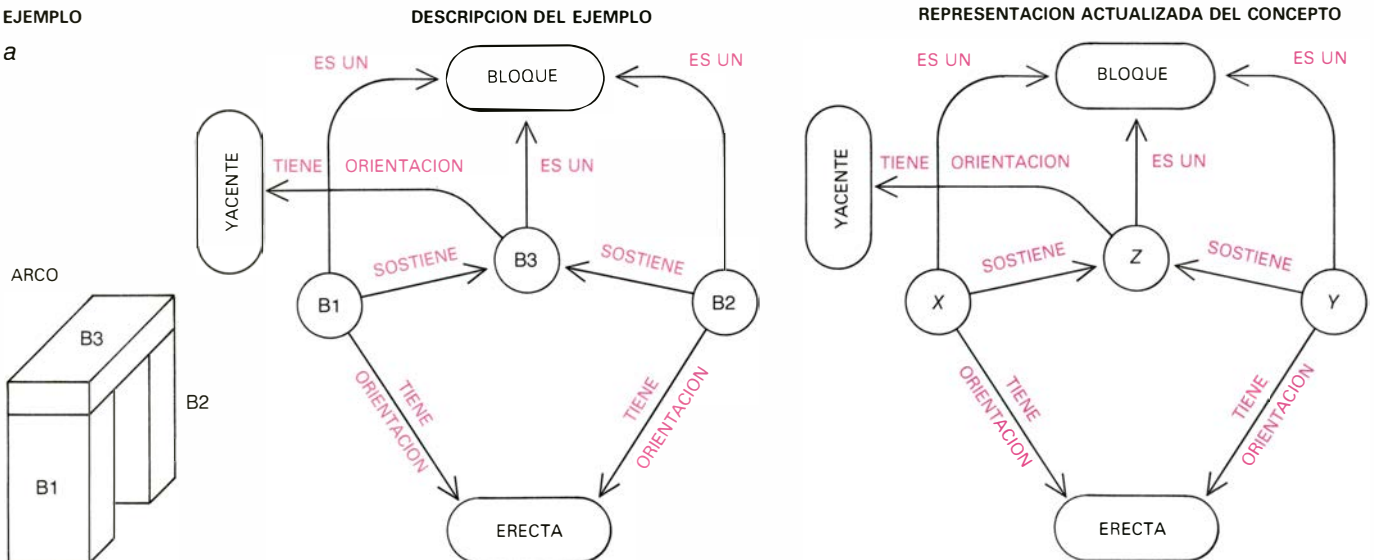 EJEMPLO
DESCRIPCION DEL EJEMPLO
REPRESENTACION ACTUALIZADA DEL CONCEPTO
a
ARCO
B3
B2
B1
ES UN
BLOQUE
ES UN
YACENTE
TIENE ORIENTACION
ES UN
SOSTIENE
B3
SOSTIENE
B1
B2
TIENE
ORIENTACION
TIENE
ORIENTACION
ERECTA
ES UN
BLOQUE
ES UN
YACENTE
TIENE ORIENTACION
ES UN
SOSTIENE
Z
SOSTIENE
X
Y
TIENE
ORIENTACION
TIENE
ORIENTACION
ERECTA